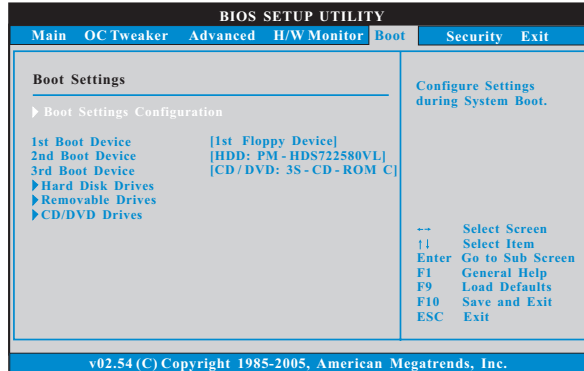 BIOS SETUP UTILITY
Main OC Tweaker Advanced H/W Monitor Boot Security Exit
Boot Settings
Boot Settings Configuration
1st Boot Device [1st Floppy Device]
2nd Boot Device [HDD: PM-HDS722580VL]
3rd Boot Device [CD/DVD: 3S-CD-ROM C]
Hard Disk Drives
Removable Drives
CD/DVD Drives
Configure Settings
during System Boot.
←→ Select Screen
↑↓ Select Item
Enter Go to Sub Screen
F1 General Help
F9 Load Defaults
F10 Save and Exit
ESC Exit
v02.54 (C) Copyright 1985-2005, American Megatrends, Inc.